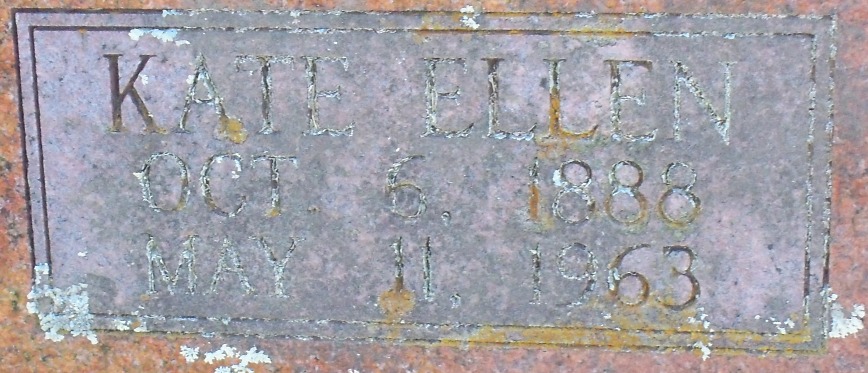 KATE ELLEN
OCT. 6, 1888
MAY 11, 1963